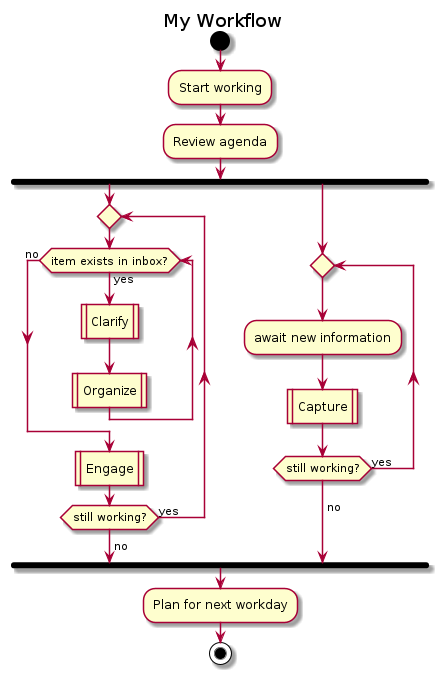 My Workflow
Start working
Review agenda
no
item exists in inbox?
yes
Clarify
Organize
Engage
still working?
yes
no
await new information
Capture
still working?
yes
no
Plan for next workday